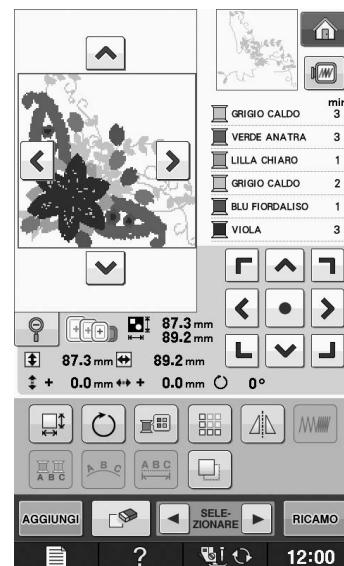 min
GRIGIO CALDO 3
VERDE ANATRA 3
LILLA CHIARO 1
GRIGIO CALDO 2
BLU FIORDALISO 1
VIOLA 3
87.3 mm
89.2 mm
87.3 mm 89.2 mm
+ 0.0 mm + 0.0 mm 0°
A B C A B C A B C
AGGIUNGI SELE-
ZIONARE RICAMO
? 12:00